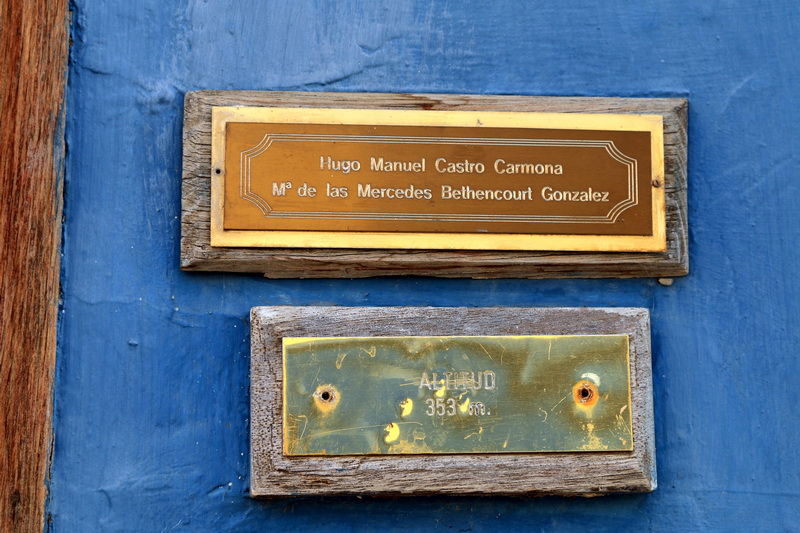 Hugo Manuel Castro Carmona
Mª de las Mercedes Bethencourt Gonzalez
ALTITUD
353 m.